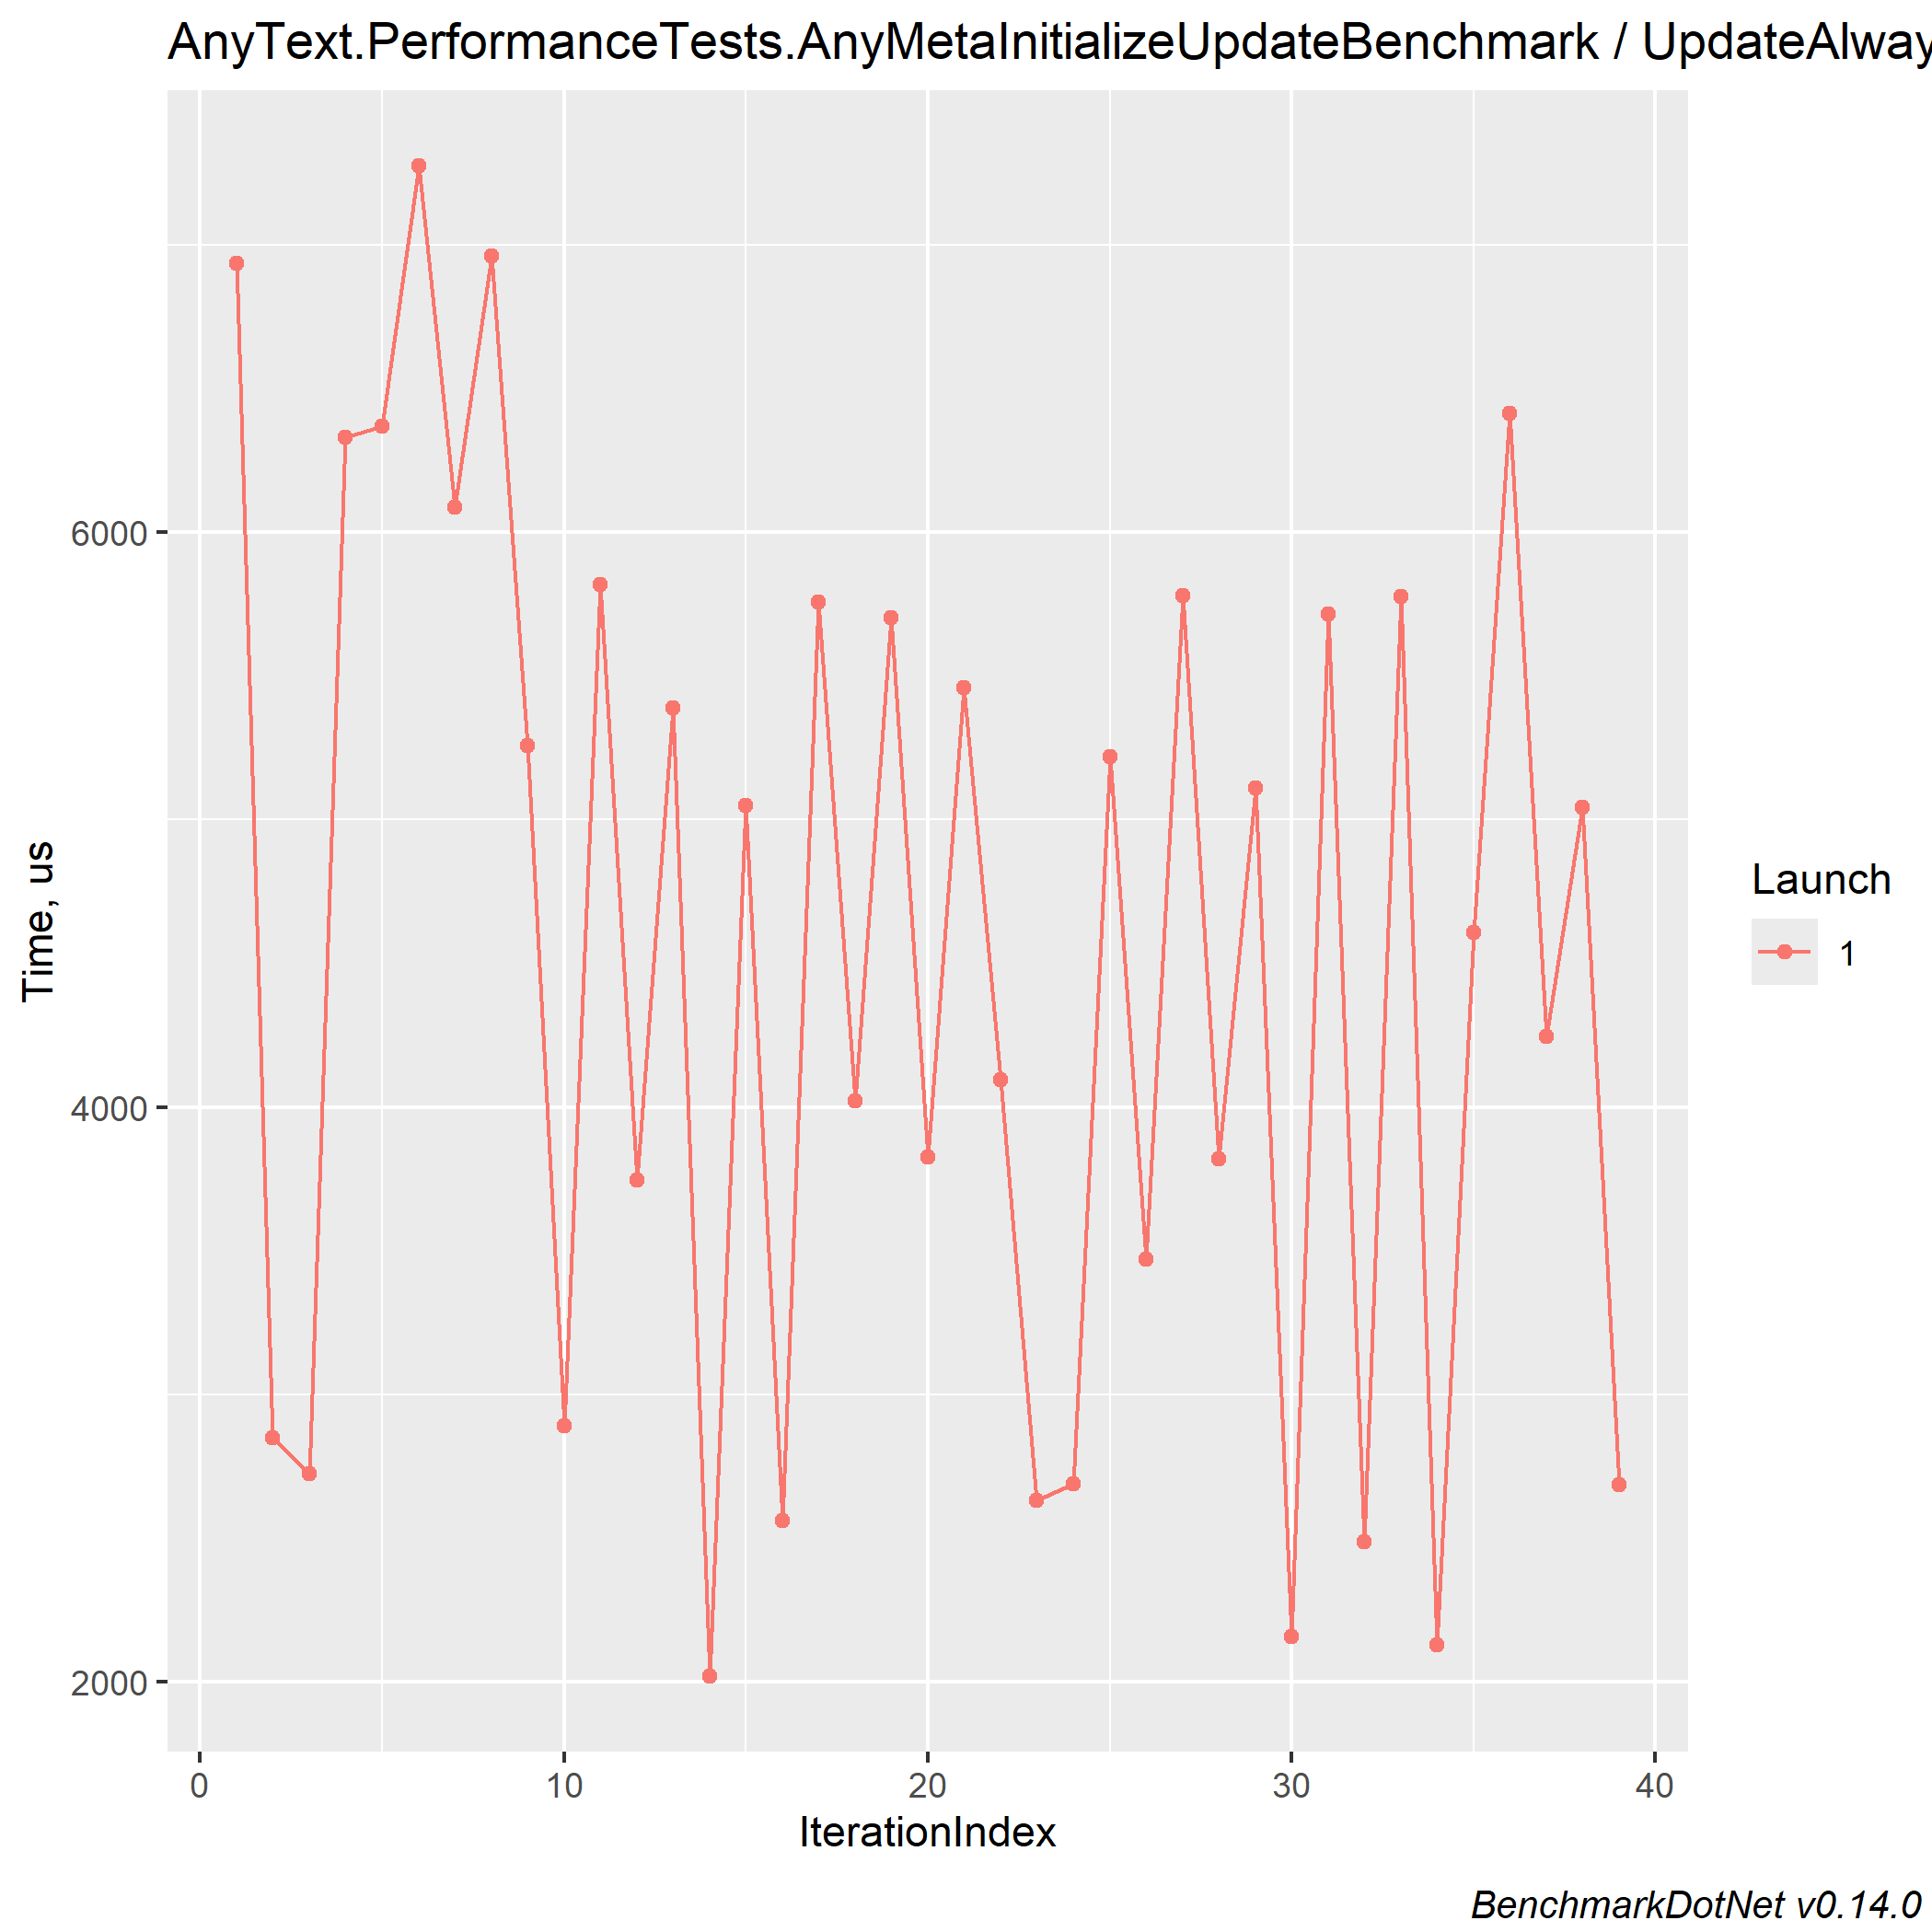 AnyText.PerformanceTests.AnyMetaInitializeUpdateBenchmark / UpdateAlway
Time, us
6000
4000
2000
0 10 20 30 40
IterationIndex
Launch
1
BenchmarkDotNet v0.14.0